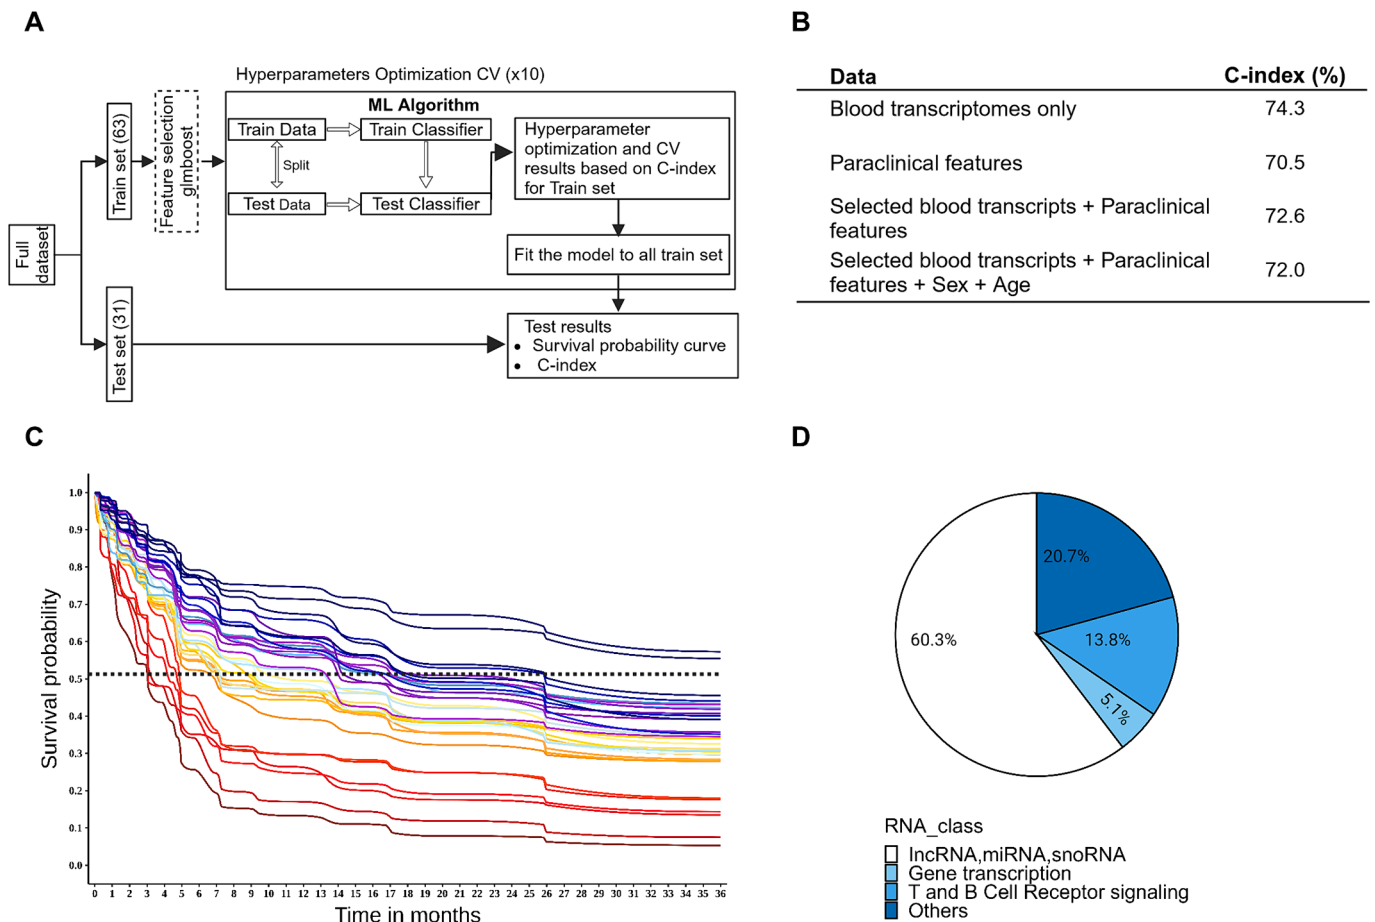 A
Hyperparameters Optimization CV (x10)
ML Algorithm
Full
dataset
Train set (63)
Feature selection
glmboost
Train Data
Train Classifier
Split
Test Data
Test Classifier
Hyperparameter
optimization and CV
results based on C-index
for Train set
Fit the model to all train set
Test set (31)
Test results
• Survival probability curve
• C-index
B
Data C-index (%)
Blood transcriptomes only 74.3
Paraclinical features 70.5
Selected blood transcripts + Paraclinical
features 72.6
Selected blood transcripts + Paraclinical
features + Sex + Age 72.0
C
Survival probability
1.0
0.9
0.8
0.7
0.6
0.5
0.4
0.3
0.2
0.1
0.0
0 1 2 3 4 5 6 7 8 9 10 11 12 13 14 15 16 17 18 19 20 21 22 23 24 25 26 27 28 29 30 31 32 33 34 35 36
Time in months
D
20.7%
13.8%
5.1%
60.3%
RNA_class
lncRNA,miRNA,snoRNA
Gene transcription
T and B Cell Receptor signaling
Others